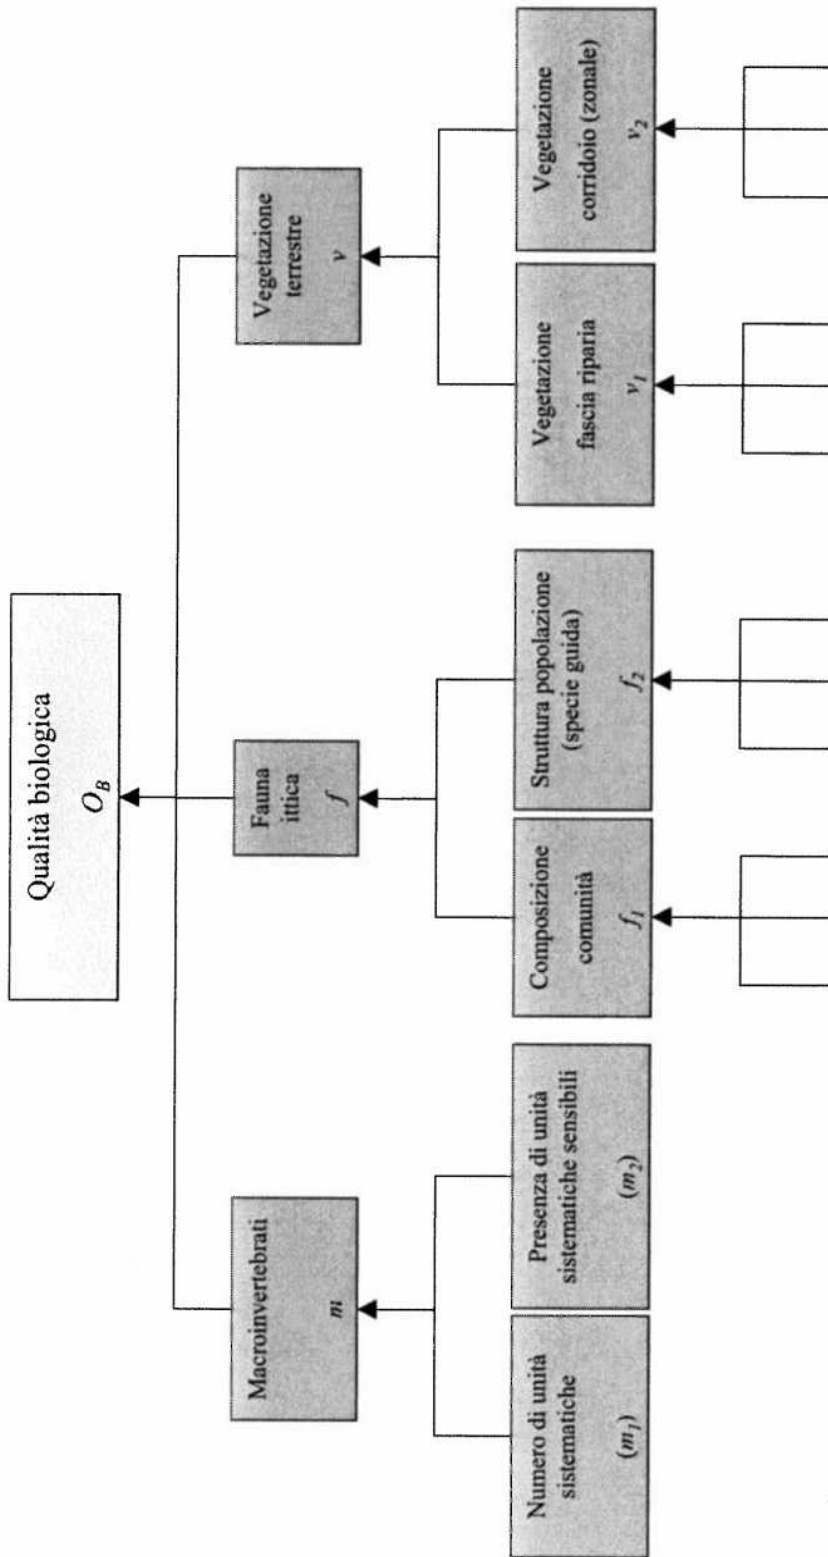 Qualità biologica
O_B
Macroinvertebrati
m
Fauna
ittica
f
Vegetazione
terrestre
v
Numero di unità
sistematiche
(m_1)
Presenza di unità
sistematiche sensibili
(m_2)
Composizione
comunità
f_1
Struttura popolazione
(specie guida)
f_2
Vegetazione
fascia riparia
v_1
Vegetazione
corridoio (zonale)
v_2